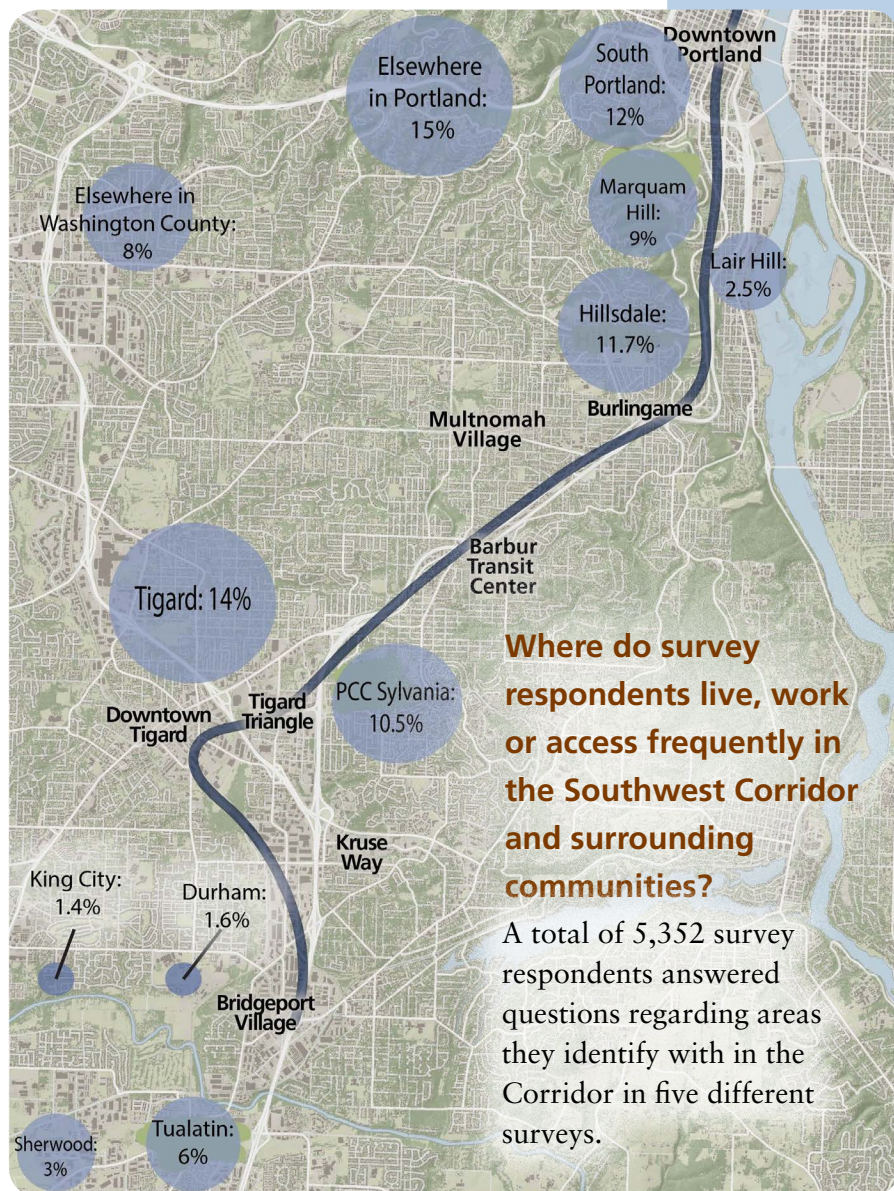 Downtown
Portland
South
Portland:
12%
Elsewhere
in Portland:
15%
Marquam
Hill:
9%
Elsewhere in
Washington County:
8%
Lair Hill:
2.5%
Hillsdale:
11.7%
Burlingame
Multnomah
Village
Barbur
Transit
Center
Tigard: 14%
PCC Sylvania:
10.5%
Tigard
Triangle
Downtown
Tigard
Kruse
Way
King City:
1.4%
Durham:
1.6%
Bridgeport
Village
Tualatin:
6%
Sherwood:
3%
Where do survey
respondents live, work
or access frequently in
the Southwest Corridor
and surrounding
communities?
A total of 5,352 survey
respondents answered
questions regarding areas
they identify with in the
Corridor in five different
surveys.